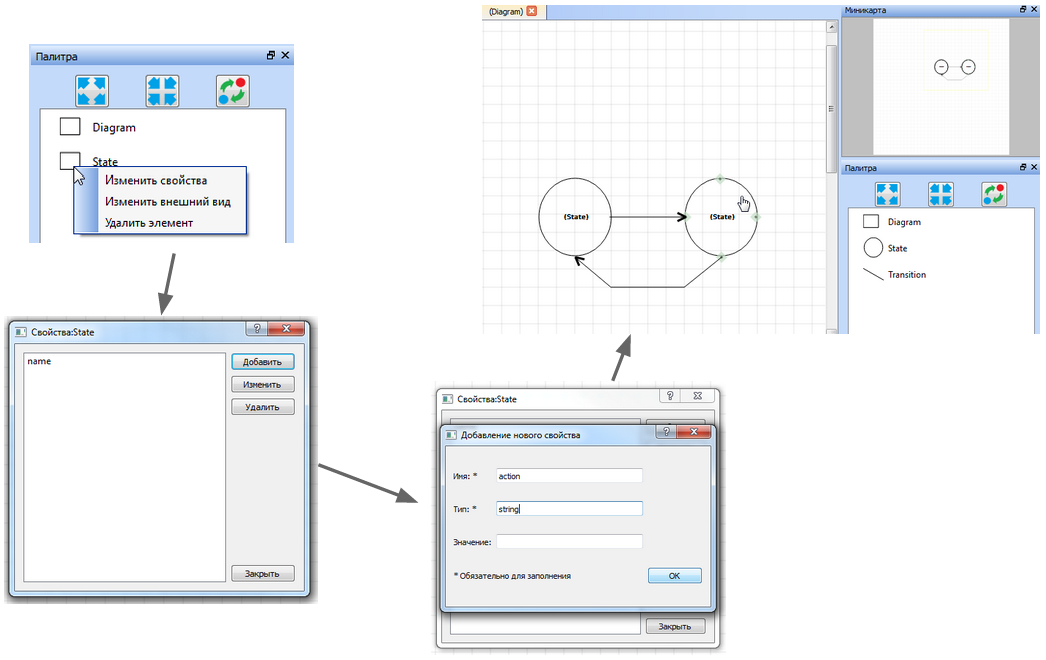 Палитра
Diagram
State
Изменить свойства
Изменить внешний вид
Удалить элемент
Свойства:State
name
Добавить
Изменить
Удалить
Закрыть
Свойства:State
Добавление нового свойства
Имя: *
action
Тип: *
string
Значение:
* Обязательно для заполнения
OK
Закрыть
(Diagram)
(State)
(State)
Миникарта
Палитра
Diagram
State
Transition